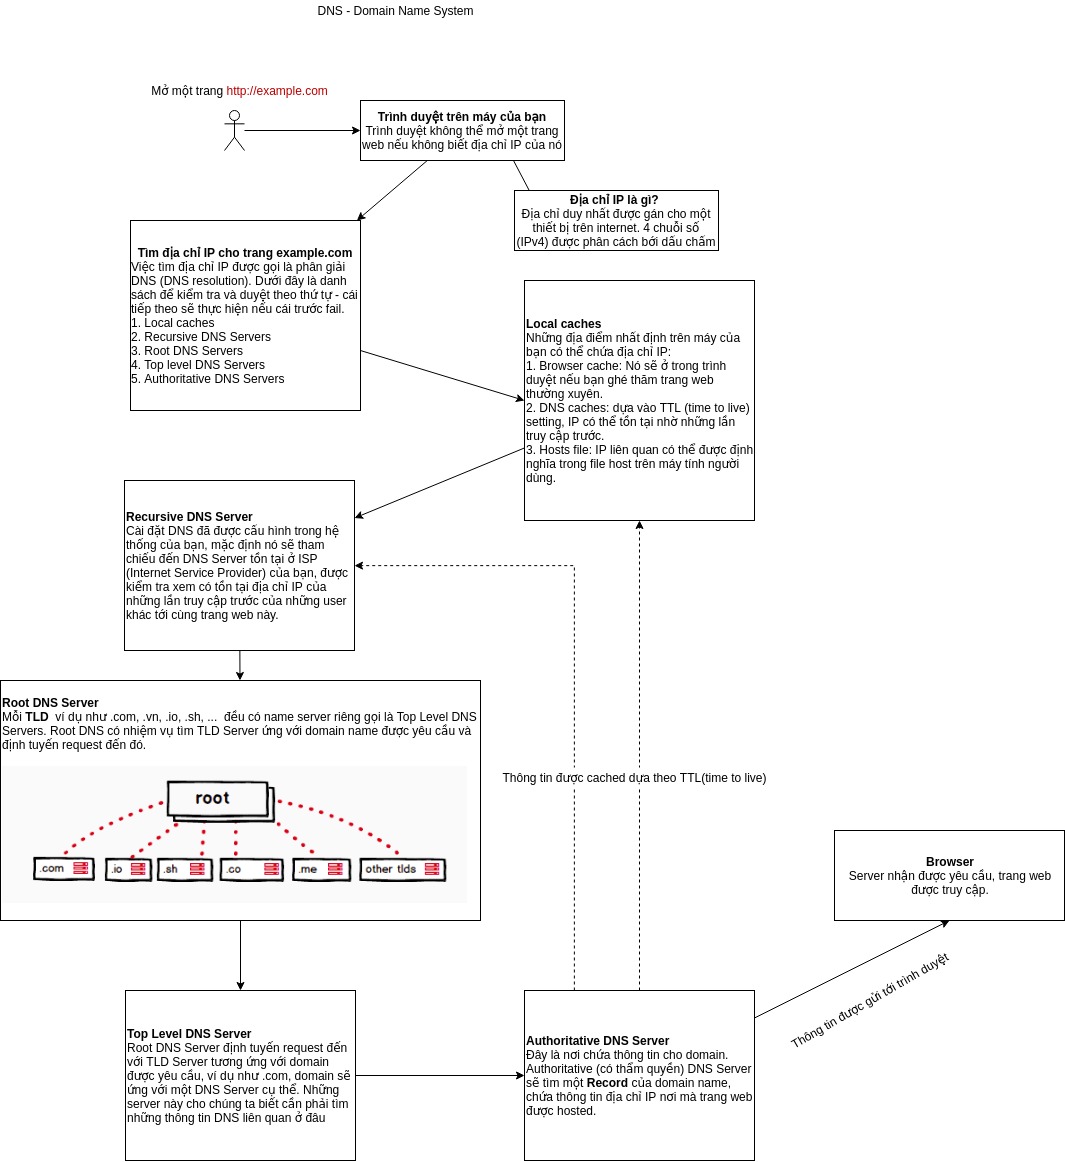 DNS - Domain Name System
Mở một trang http://example.com
Trình duyệt trên máy của bạn
Trình duyệt không thể mở một trang
web nếu không biết địa chỉ IP của nó
Địa chỉ IP là gì?
Địa chỉ duy nhất được gán cho một
thiết bị trên internet. 4 chuỗi số
(IPv4) được phân cách bới dấu chấm
Tìm địa chỉ IP cho trang example.com
Việc tìm địa chỉ IP được gọi là phân giải
DNS (DNS resolution). Dưới đây là danh
sách để kiểm tra và duyệt theo thứ tự - cái
tiếp theo sẽ thực hiện nếu cái trước fail.
1. Local caches
2. Recursive DNS Servers
3. Root DNS Servers
4. Top level DNS Servers
5. Authoritative DNS Servers
Local caches
Những địa điểm nhất định trên máy của
bạn có thể chứa địa chỉ IP:
1. Browser cache: Nó sẽ ở trong trình
duyệt nếu bạn ghé thăm trang web
thường xuyên.
2. DNS caches: dựa vào TTL (time to live)
setting, IP có thể tồn tại nhờ những lần
truy cập trước.
3. Hosts file: IP liên quan có thể được định
nghĩa trong file host trên máy tính người
dùng.
Recursive DNS Server
Cài đặt DNS đã được cấu hình trong hệ
thống của bạn, mặc định nó sẽ tham
chiếu đến DNS Server tồn tại ở ISP
(Internet Service Provider) của bạn, được
kiểm tra xem có tồn tại địa chỉ IP của
những lần truy cập trước của những user
khác tới cùng trang web này.
Root DNS Server
Mỗi TLD ví dụ như .com, .vn, .io, .sh, ... đều có name server riêng gọi là Top Level DNS
Servers. Root DNS có nhiệm vụ tìm TLD Server ứng với domain name được yêu cầu và
định tuyến request đến đó.
root
.com
.io
.sh
.co
.me
other tlds
Thông tin được cached dựa theo TTL(time to live)
Browser
Server nhận được yêu cầu, trang web
được truy cập.
Thông tin được gửi tới trình duyệt
Top Level DNS Server
Root DNS Server định tuyến request đến
với TLD Server tương ứng với domain
được yêu cầu, ví dụ như .com, domain sẽ
ứng với một DNS Server cụ thể. Những
server này cho chúng ta biết cần phải tìm
những thông tin DNS liên quan ở đâu
Authoritative DNS Server
Đây là nơi chứa thông tin cho domain.
Authoritative (có thẩm quyền) DNS Server
sẽ tìm một Record của domain name,
chứa thông tin địa chỉ IP nơi mà trang web
được hosted.